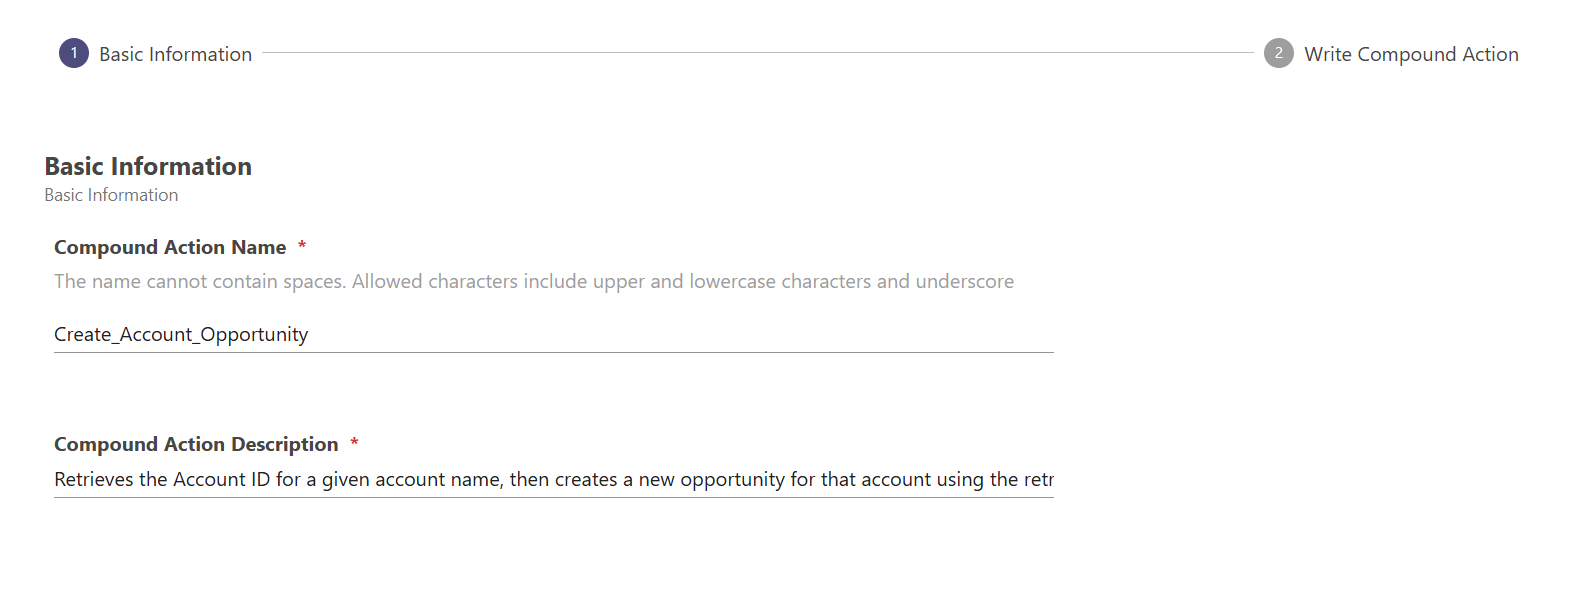 1 Basic Information
2 Write Compound Action
Basic Information
Basic Information
Compound Action Name *
The name cannot contain spaces. Allowed characters include upper and lowercase characters and underscore
Create_Account_Opportunity
Compound Action Description *
Retrieves the Account ID for a given account name, then creates a new opportunity for that account using the retr